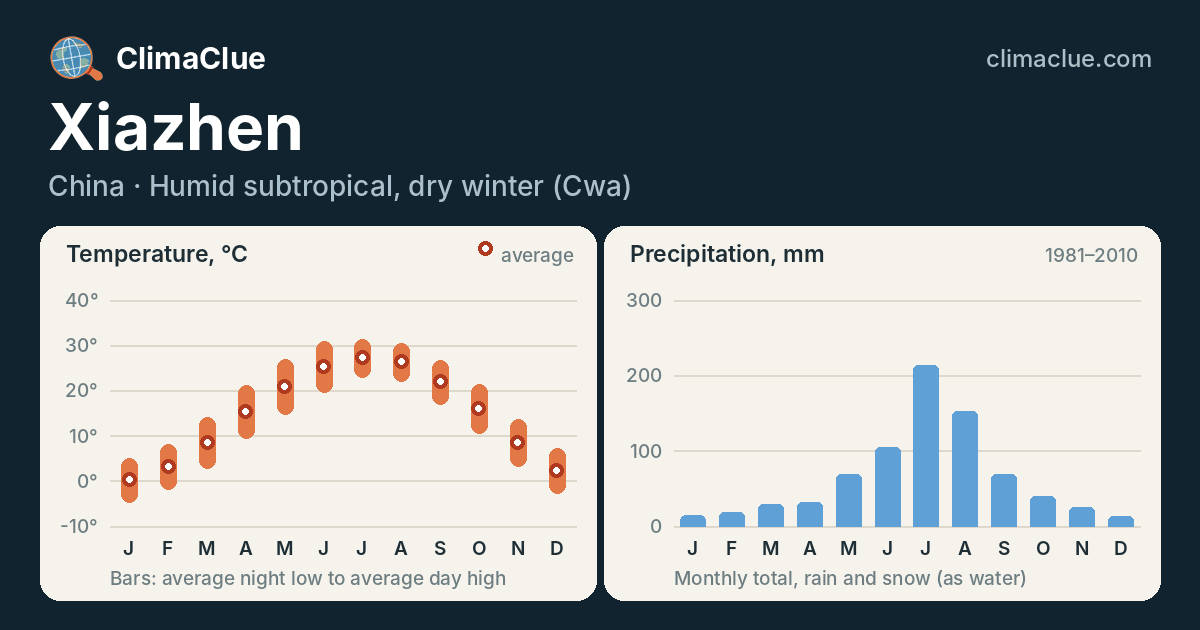 ClimaClue
climaclue.com
Xiazhen
China · Humid subtropical, dry winter (Cwa)
Temperature, °C
average
40°
30°
20°
10°
0°
-10°
J F M A M J J A S O N D
Bars: average night low to average day high
Precipitation, mm
1981–2010
300
200
100
0
J F M A M J J A S O N D
Monthly total, rain and snow (as water)